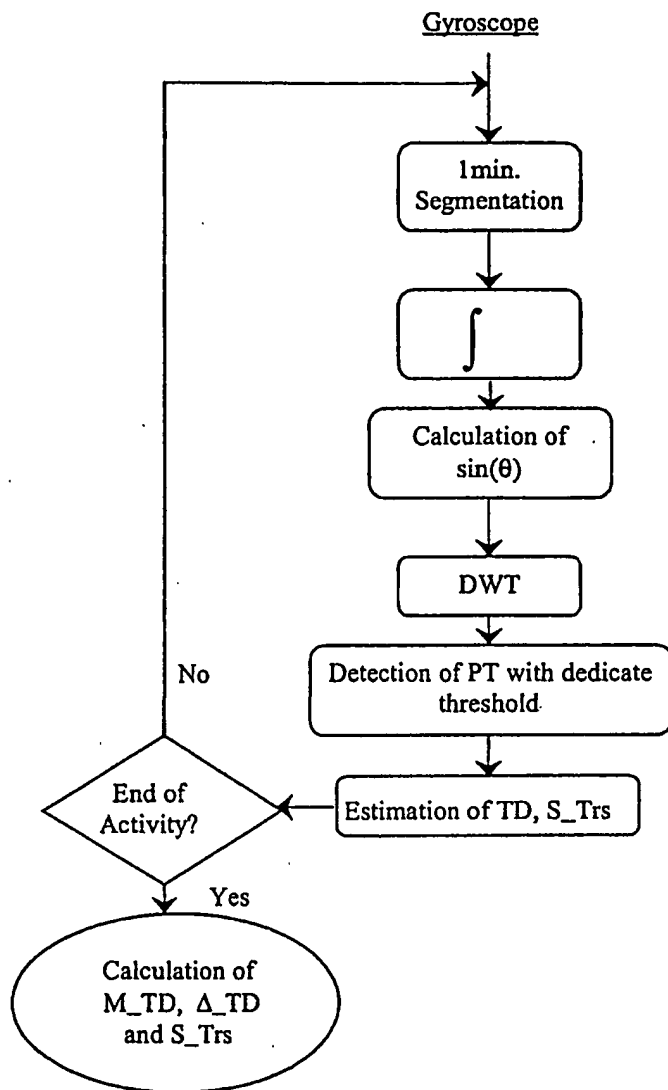 Gyroscope
1min.
Segmentation
∫
Calculation of
sin(θ)
DWT
Detection of PT with dedicate
threshold
Estimation of TD, S_Trs
No
End of
Activity?
Yes
Calculation of
M_TD, Δ_TD
and S_Trs